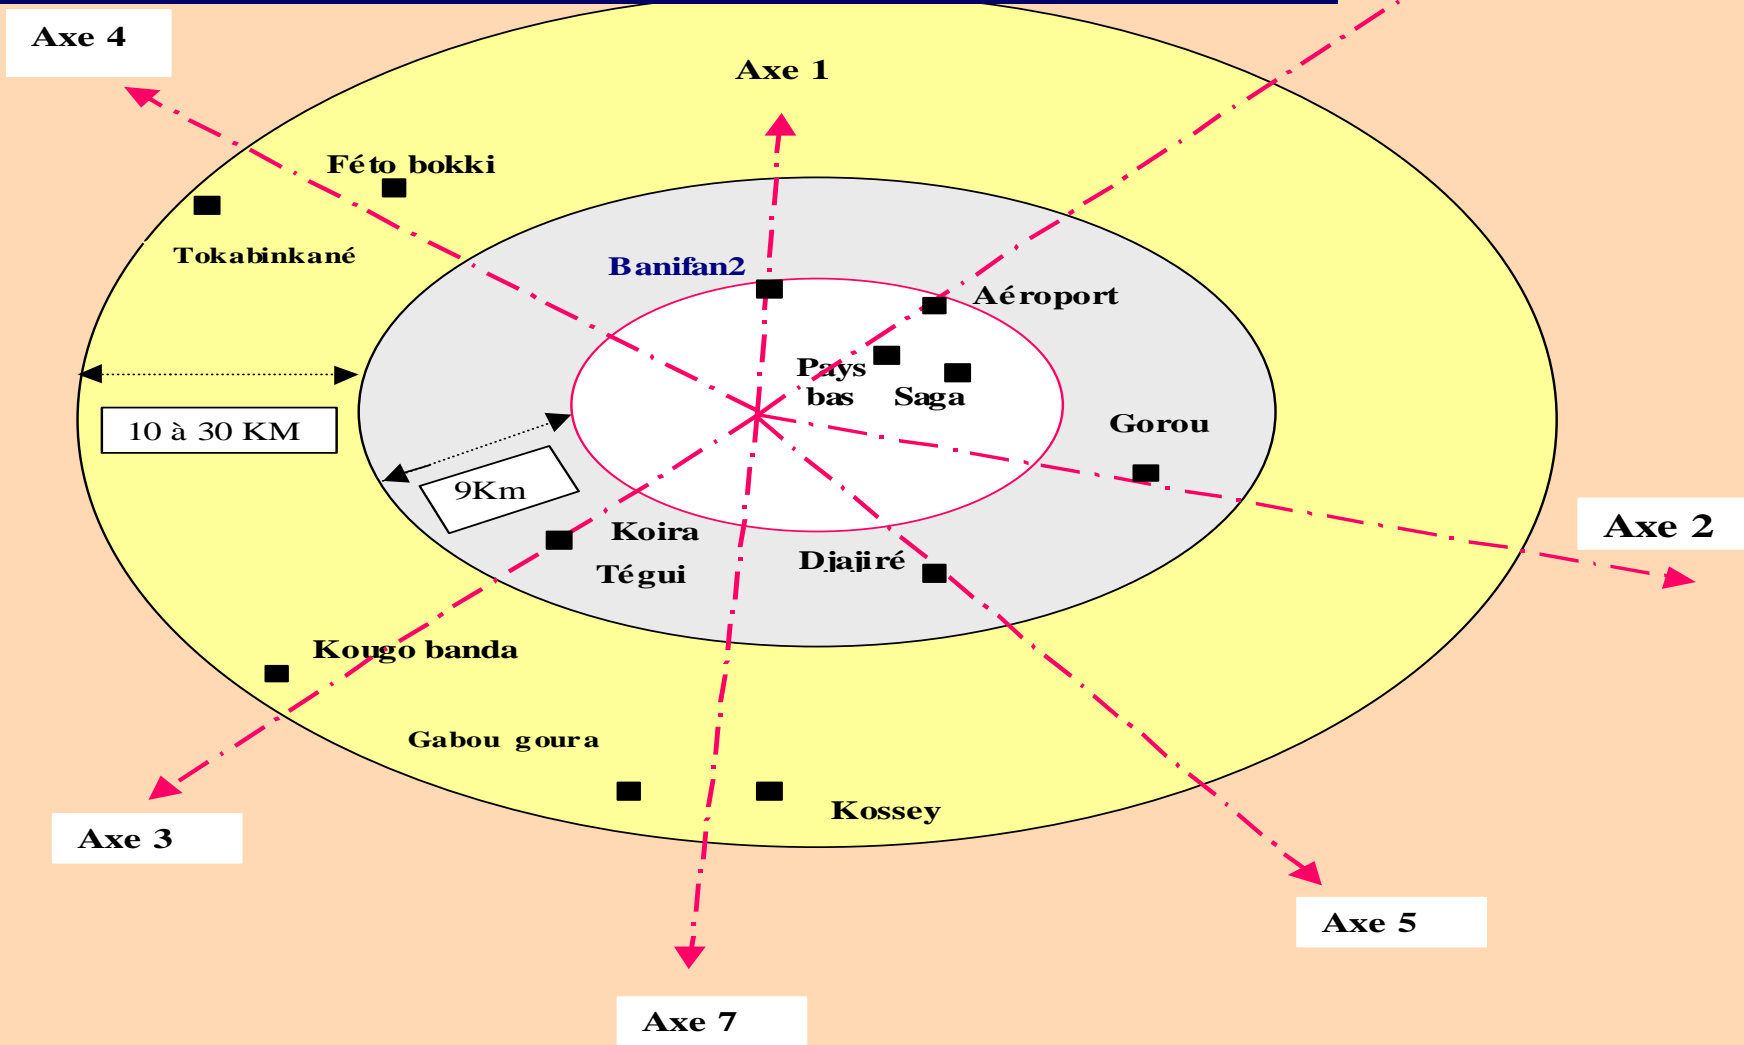 Axe 4
Axe 1
Féto bokki
Tokabinkané
Banifan2
Aéroport
Pays
bas
Saga
Gorou
10 à 30 KM
9Km
Koira
Tégui
Djajiré
Axe 2
Kougo banda
Gabou goura
Kossey
Axe 3
Axe 5
Axe 7